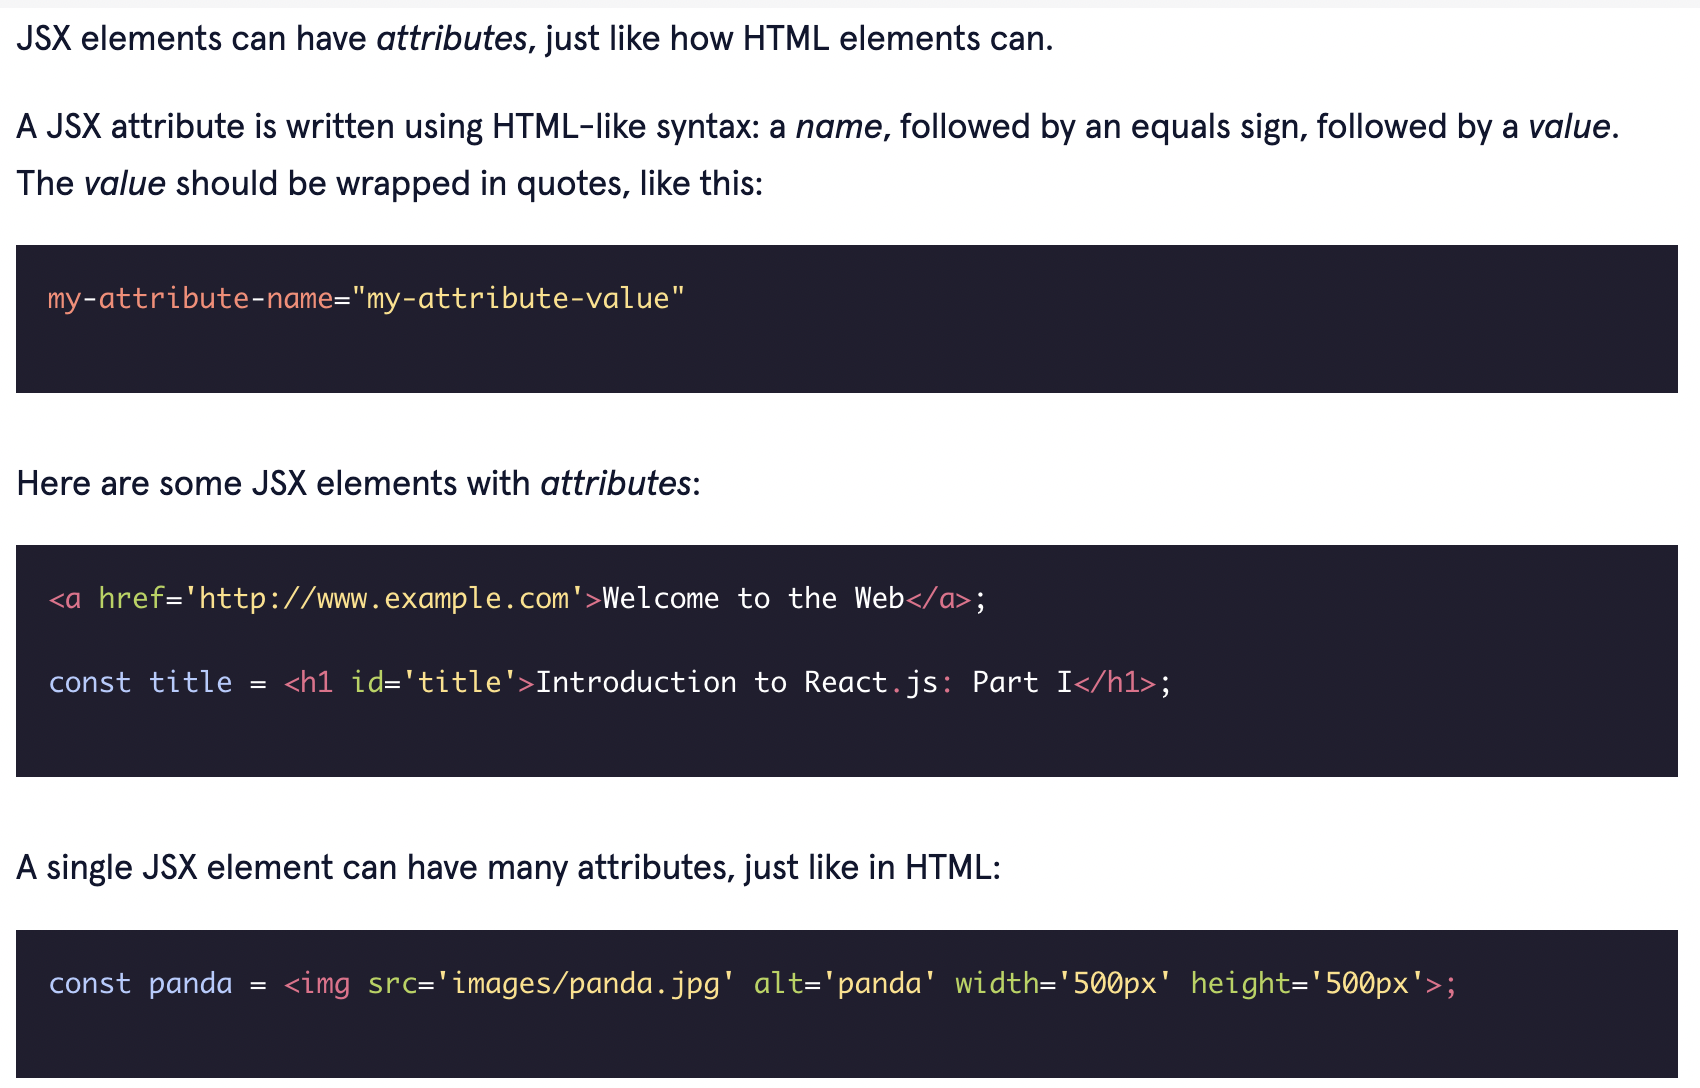 JSX elements can have attributes, just like how HTML elements can.
A JSX attribute is written using HTML-like syntax: a name, followed by an equals sign, followed by a value.
The value should be wrapped in quotes, like this:
my-attribute-name="my-attribute-value"
Here are some JSX elements with attributes:
<a href='http://www.example.com'>Welcome to the Web</a>;
const title = <h1 id='title'>Introduction to React.js: Part I</h1>;
A single JSX element can have many attributes, just like in HTML:
const panda = <img src='images/panda.jpg' alt='panda' width='500px' height='500px'>;